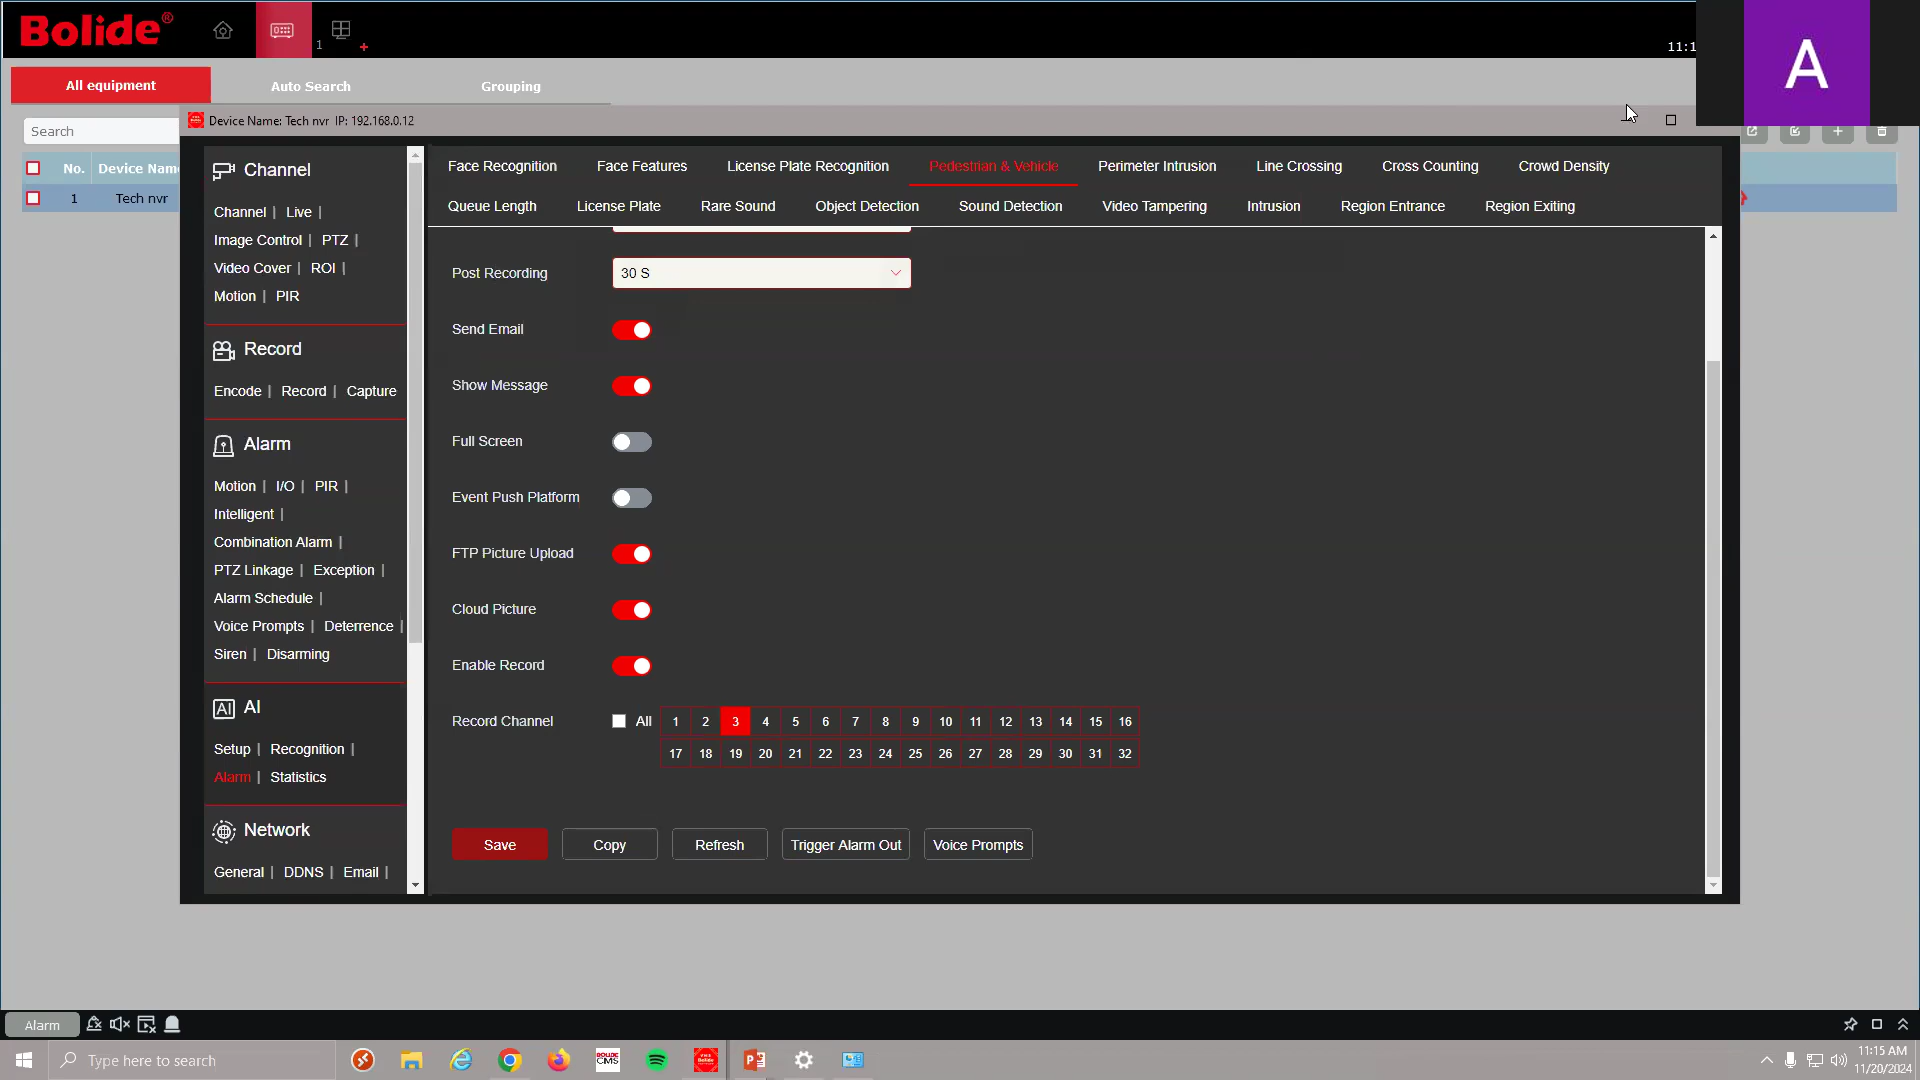 Bolide®
1
+
11:1
A
All equipment
Auto Search
Grouping
Search
Device Name: Tech nvr IP: 192.168.0.12
No. Device Nam
1 Tech nvr
Channel
Channel | Live |
Image Control | PTZ |
Video Cover | ROI |
Motion | PIR
Record
Encode | Record | Capture
Alarm
Motion | I/O | PIR |
Intelligent |
Combination Alarm |
PTZ Linkage | Exception |
Alarm Schedule |
Voice Prompts | Deterrence |
Siren | Disarming
AI AI
Setup | Recognition |
Alarm | Statistics
Network
General | DDNS | Email |
Face Recognition Face Features License Plate Recognition Pedestrian & Vehicle Perimeter Intrusion Line Crossing Cross Counting Crowd Density
Queue Length License Plate Rare Sound Object Detection Sound Detection Video Tampering Intrusion Region Entrance Region Exiting
Post Recording 30 S
Send Email
Show Message
Full Screen
Event Push Platform
FTP Picture Upload
Cloud Picture
Enable Record
Record Channel All 1 2 3 4 5 6 7 8 9 10 11 12 13 14 15 16
17 18 19 20 21 22 23 24 25 26 27 28 29 30 31 32
Save Copy Refresh Trigger Alarm Out Voice Prompts
Alarm
Type here to search
BOLIDE CMS
11:15 AM
11/20/2024